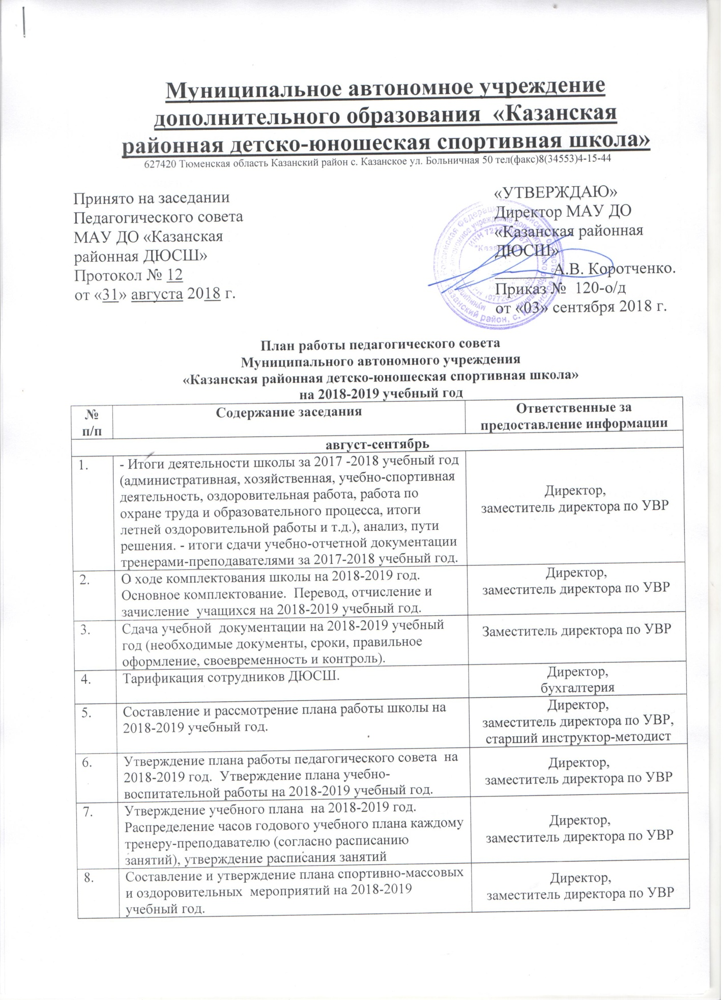 Муниципальное автономное учреждение
дополнительного образования «Казанская
районная детско-юношеская спортивная школа»
627420 Тюменская область Казанский район с. Казанское ул. Больничная 50 тел(факс)8(34553)4-15-44
Принято на заседании
Педагогического совета
МАУ ДО «Казанская
районная ДЮСШ»
Протокол № 12
от «31» августа 2018 г.
«УТВЕРЖДАЮ»
Директор МАУ ДО
«Казанская районная
ДЮСШ»
________А.В. Коротченко.
Приказ № 120-о/д
от «03» сентября 2018 г.
Казанский район, с. Казанское
План работы педагогического совета
Муниципального автономного учреждения
«Казанская районная детско-юношеская спортивная школа»
на 2018-2019 учебный год
№
п/п
Содержание заседания
Ответственные за
предоставление информации
август-сентябрь
1.
- Итоги деятельности школы за 2017 -2018 учебный год
(административная, хозяйственная, учебно-спортивная
деятельность, оздоровительная работа, работа по
охране труда и образовательного процесса, итоги
летней оздоровительной работы и т.д.), анализ, пути
решения. - итоги сдачи учебно-отчетной документации
тренерами-преподавателями за 2017-2018 учебный год.
Директор,
заместитель директора по УВР
2.
О ходе комплектования школы на 2018-2019 год.
Основное комплектование. Перевод, отчисление и
зачисление учащихся на 2018-2019 учебный год.
Директор,
заместитель директора по УВР
3.
Сдача учебной документации на 2018-2019 учебный
год (необходимые документы, сроки, правильное
оформление, своевременность и контроль).
Заместитель директора по УВР
4.
Тарификация сотрудников ДЮСШ.
Директор,
бухгалтерия
5.
Составление и рассмотрение плана работы школы на
2018-2019 учебный год.
Директор,
заместитель директора по УВР,
старший инструктор-методист
6.
Утверждение плана работы педагогического совета на
2018-2019 год. Утверждение плана учебно-
воспитательной работы на 2018-2019 учебный год.
Директор,
заместитель директора по УВР
7.
Утверждение учебного плана на 2018-2019 год.
Распределение часов годового учебного плана каждому
тренеру-преподавателю (согласно расписанию
занятий), утверждение расписания занятий
Директор,
заместитель директора по УВР
8.
Составление и утверждение плана спортивно-массовых
и оздоровительных мероприятий на 2018-2019
учебный год.
Директор,
заместитель директора по УВР